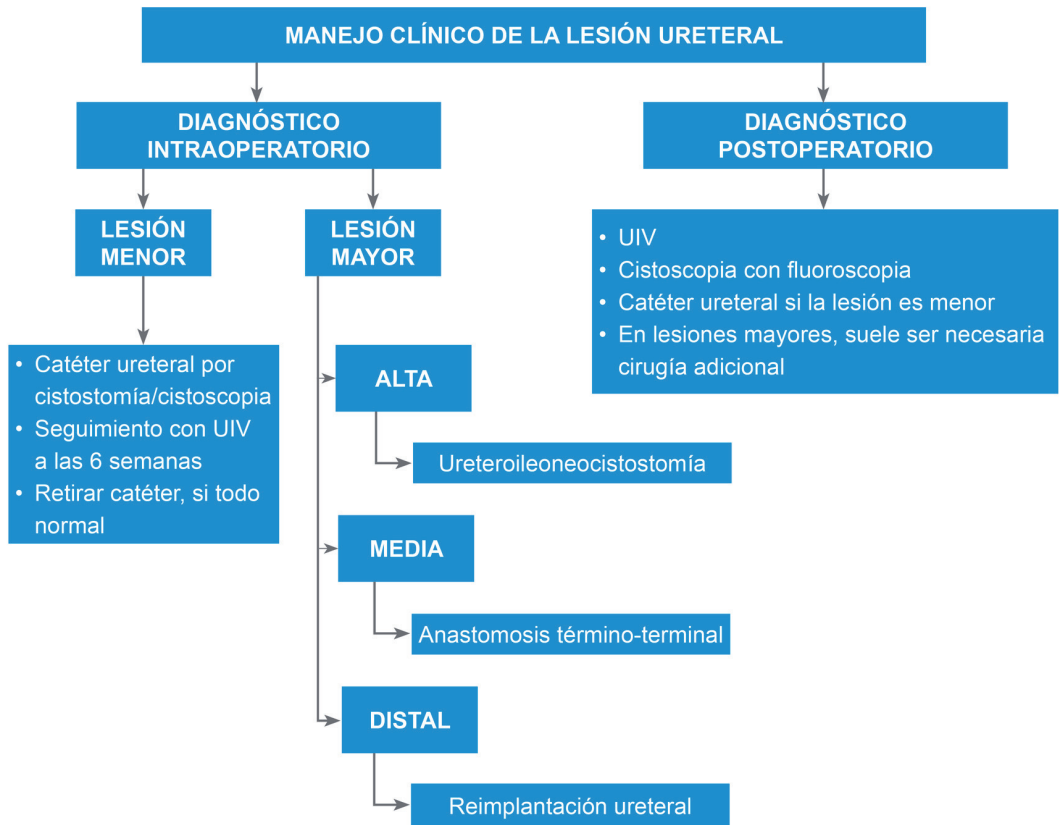 MANEJO CLÍNICO DE LA LESIÓN URETERAL
DIAGNÓSTICO
INTRAOPERATORIO
DIAGNÓSTICO
POSTOPERATORIO
LESIÓN
MENOR
LESIÓN
MAYOR
• UIV
• Cistoscopia con fluoroscopia
• Catéter ureteral si la lesión es menor
• En lesiones mayores, suele ser necesaria
cirugía adicional
• Catéter ureteral por
cistostomía/cistoscopia
• Seguimiento con UIV
a las 6 semanas
• Retirar catéter, si todo
normal
ALTA
Ureteroileoneocistostomía
MEDIA
Anastomosis término-terminal
DISTAL
Reimplantación ureteral